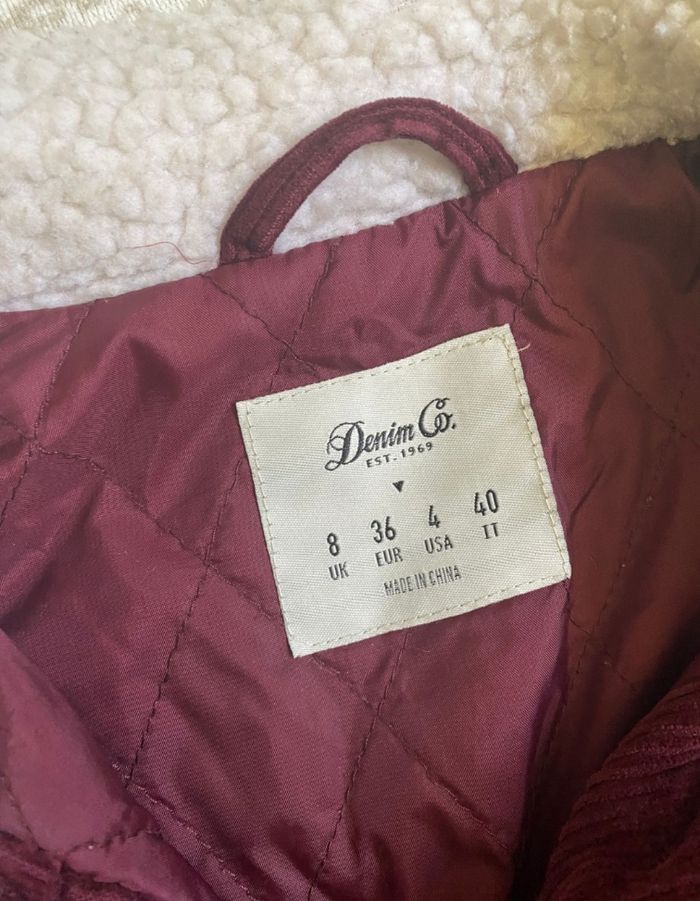 Denim Co.
EST. 1969
8 36 4 40
UK EUR USA IT
MADE IN CHINA